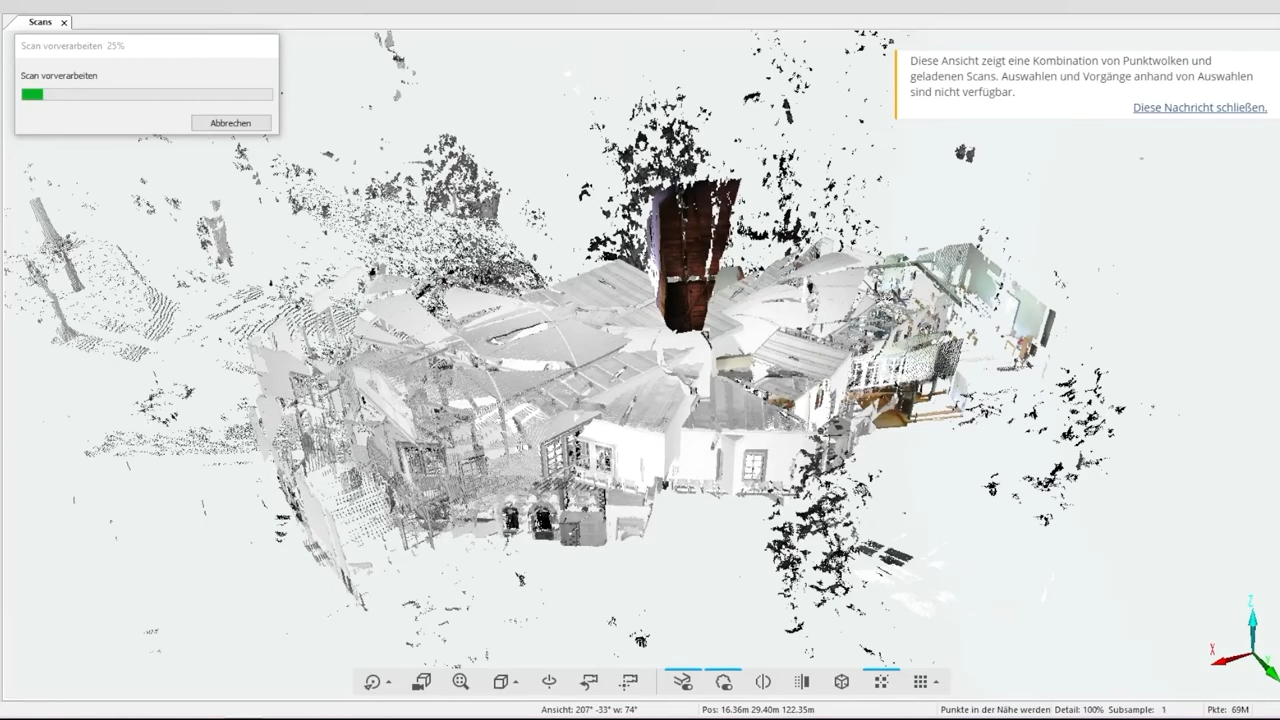 Scans
Scan vorverarbeiten 25%
Scan vorverarbeiten
Abbrechen
Diese Ansicht zeigt eine Kombination von Punktwolken und
geladenen Scans. Auswahlen und Vorgänge anhand von Auswahlen
sind nicht verfügbar.
Diese Nachricht schließen.
Z
X
Y
Ansicht: 207° -33° w: 74° Pos: 16.36m 29.40m 122.35m Punkte in der Nähe werden Detail: 100% Subsample: 1 Pkte: 69M